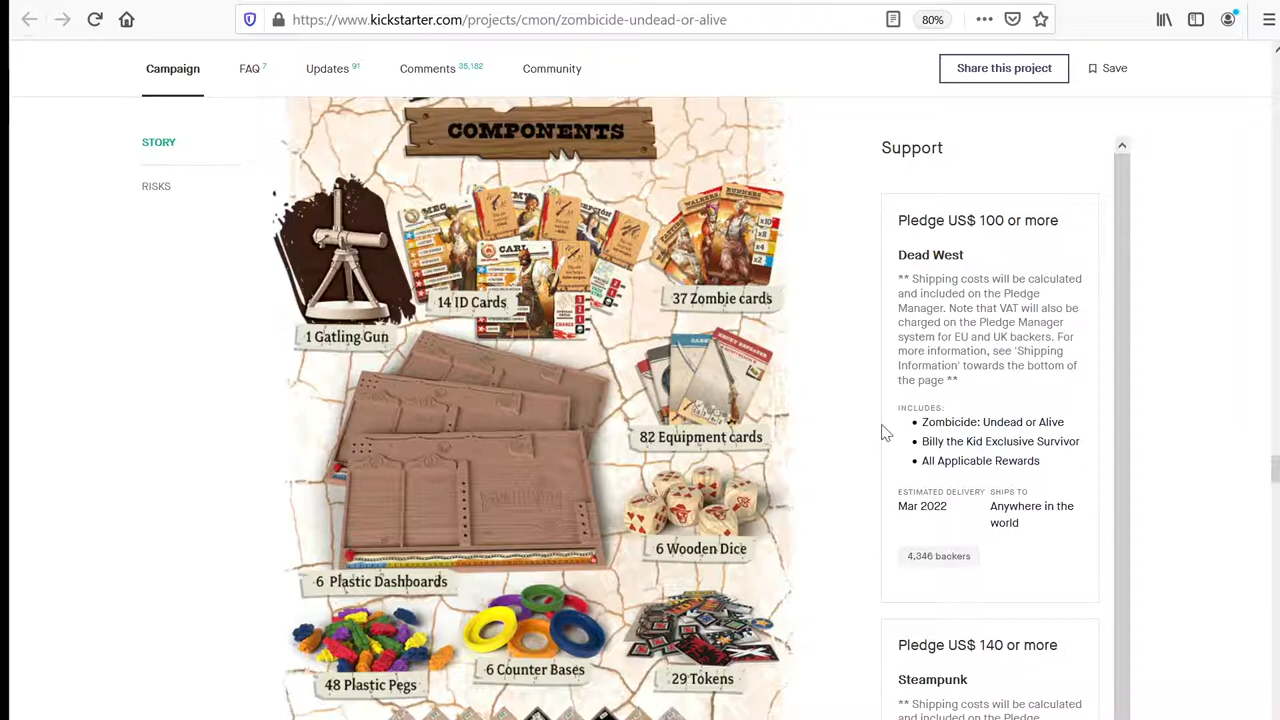 https://www.kickstarter.com/projects/cmon/zombicide-undead-or-alive
80%
Campaign
FAQ 7
Updates 91
Comments 35,182
Community
Share this project
Save
STORY
RISKS
COMPONENTS
1 Gatling Gun
14 ID Cards
MEG
CARL
WALKERS
RUNNERS
37 Zombie cards
82 Equipment cards
6 Wooden Dice
6 Plastic Dashboards
48 Plastic Pegs
6 Counter Bases
29 Tokens
Support
Pledge US$ 100 or more
Dead West
** Shipping costs will be calculated
and included on the Pledge
Manager. Note that VAT will also be
charged on the Pledge Manager
system for EU and UK backers. For
more information, see 'Shipping
Information' towards the bottom of
the page **
INCLUDES:
• Zombicide: Undead or Alive
• Billy the Kid Exclusive Survivor
• All Applicable Rewards
ESTIMATED DELIVERY
Mar 2022
SHIPS TO
Anywhere in the
world
4,346 backers
Pledge US$ 140 or more
Steampunk
** Shipping costs will be calculated